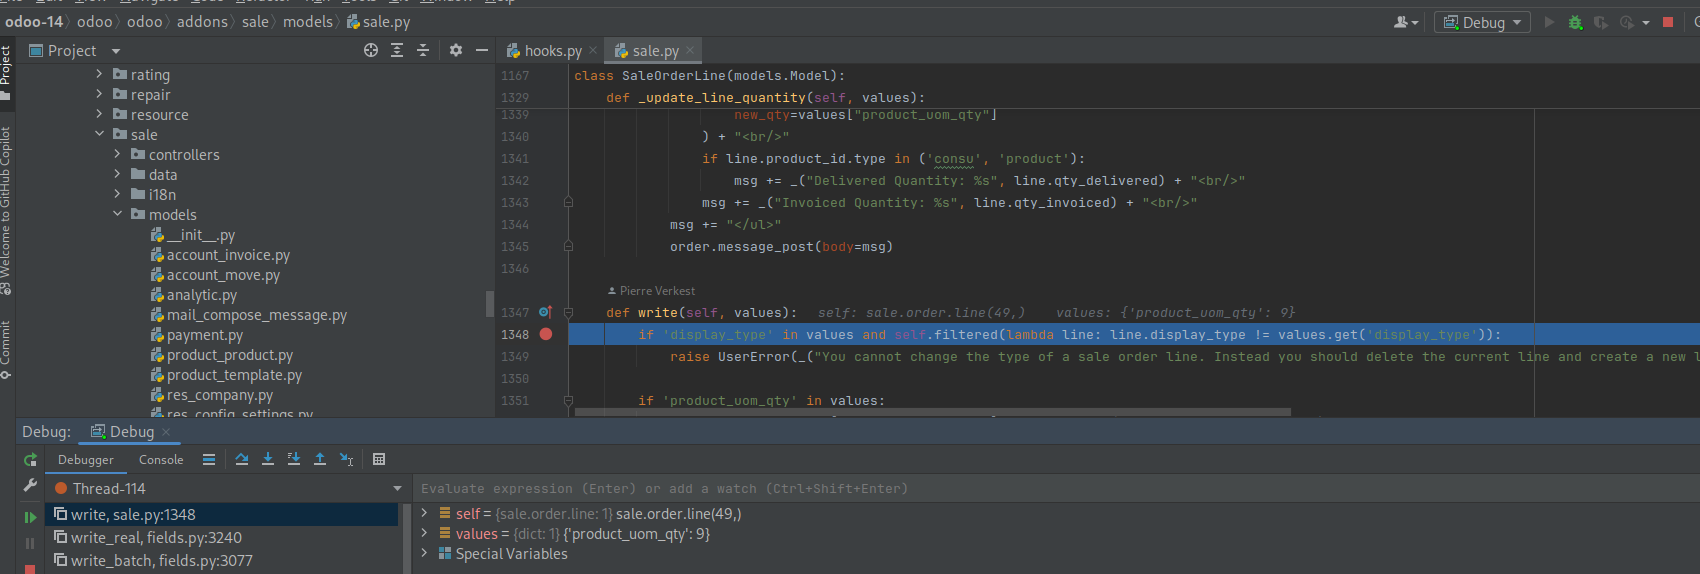 odoo-14 odoo odoo addons sale models sale.py
Debug
Project
hooks.py
sale.py
Project
Welcome to GitHub Copilot
Commit
rating
repair
resource
sale
controllers
data
i18n
models
__init__.py
account_invoice.py
account_move.py
analytic.py
mail_compose_message.py
payment.py
product_product.py
product_template.py
res_company.py
res_config_settings.py
1167 class SaleOrderLine(models.Model):
1329 def _update_line_quantity(self, values):
1339 new_qty=values["product_uom_qty"]
1340 ) + "<br/>"
1341 if line.product_id.type in ('consu', 'product'):
1342 msg += _("Delivered Quantity: %s", line.qty_delivered) + "<br/>"
1343 msg += _("Invoiced Quantity: %s", line.qty_invoiced) + "<br/>"
1344 msg += "</ul>"
1345 order.message_post(body=msg)
1346
Pierre Verkest
1347 def write(self, values): self: sale.order.line(49,) values: {'product_uom_qty': 9}
1348 if 'display_type' in values and self.filtered(lambda line: line.display_type != values.get('display_type')):
1349 raise UserError(_("You cannot change the type of a sale order line. Instead you should delete the current line and create a new l
1350
1351 if 'product_uom_qty' in values:
Debug: Debug
Debugger Console
Thread-114
Evaluate expression (Enter) or add a watch (Ctrl+Shift+Enter)
write, sale.py:1348
write_real, fields.py:3240
write_batch, fields.py:3077
self = {sale.order.line: 1} sale.order.line(49,)
values = {dict: 1} {'product_uom_qty': 9}
Special Variables